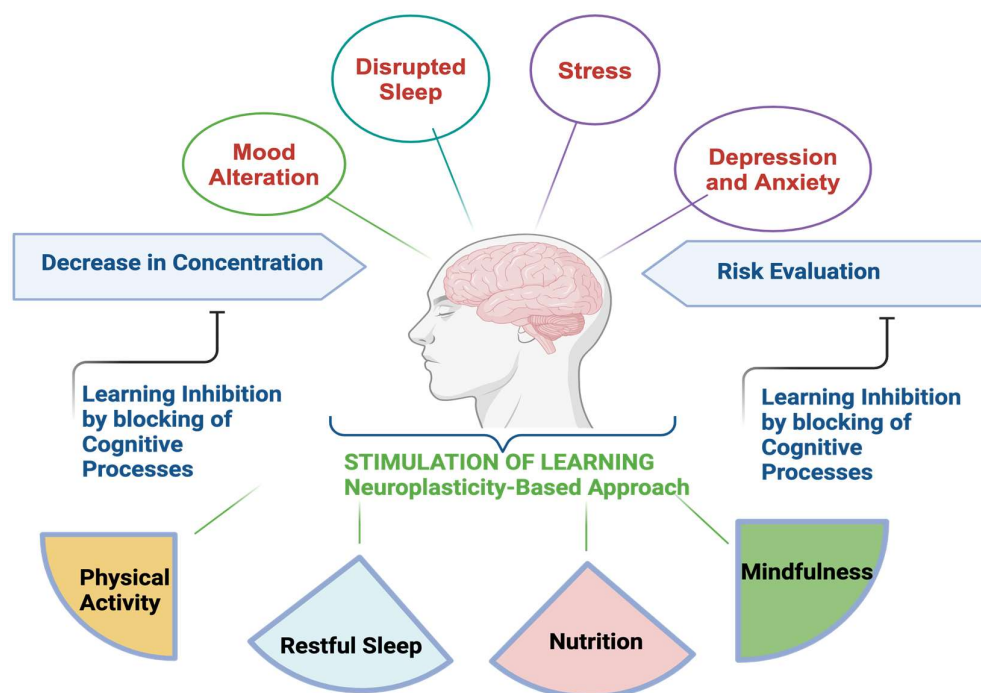 Disrupted
Sleep
Stress
Mood
Alteration
Depression
and Anxiety
Decrease in Concentration
Risk Evaluation
Learning Inhibition
by blocking of
Cognitive
Processes
Learning Inhibition
by blocking of
Cognitive
Processes
STIMULATION OF LEARNING
Neuroplasticity-Based Approach
Physical
Activity
Restful Sleep
Nutrition
Mindfulness